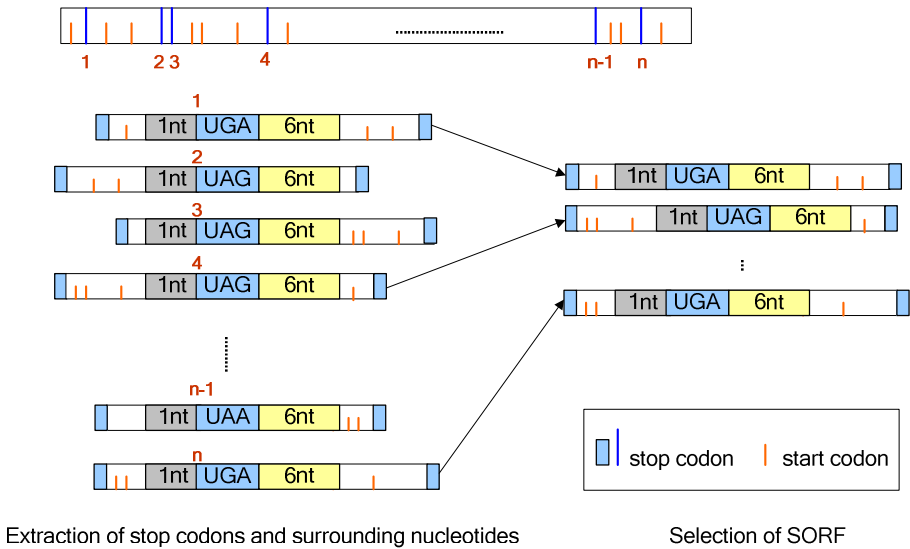 1 2 3 4 n-1 n
1
1nt UGA 6nt
2
1nt UAG 6nt
3
1nt UAG 6nt
4
1nt UAG 6nt
n-1
1nt UAA 6nt
n
1nt UGA 6nt
1nt UGA 6nt
1nt UAG 6nt
1nt UGA 6nt
stop codon start codon
Extraction of stop codons and surrounding nucleotides
Selection of SORF